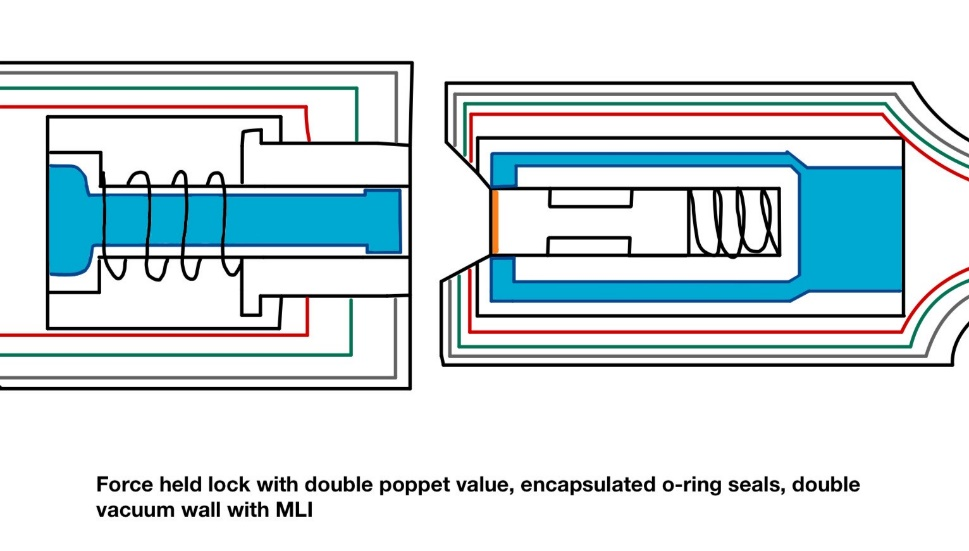 Force held lock with double poppet value, encapsulated o-ring seals, double
vacuum wall with MLI